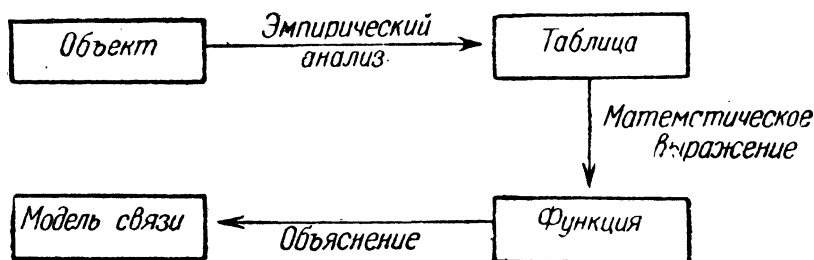 Объект
Эмпирический
анализ
Таблица
Математическое
выражение
Функция
Объяснение
Модель связи